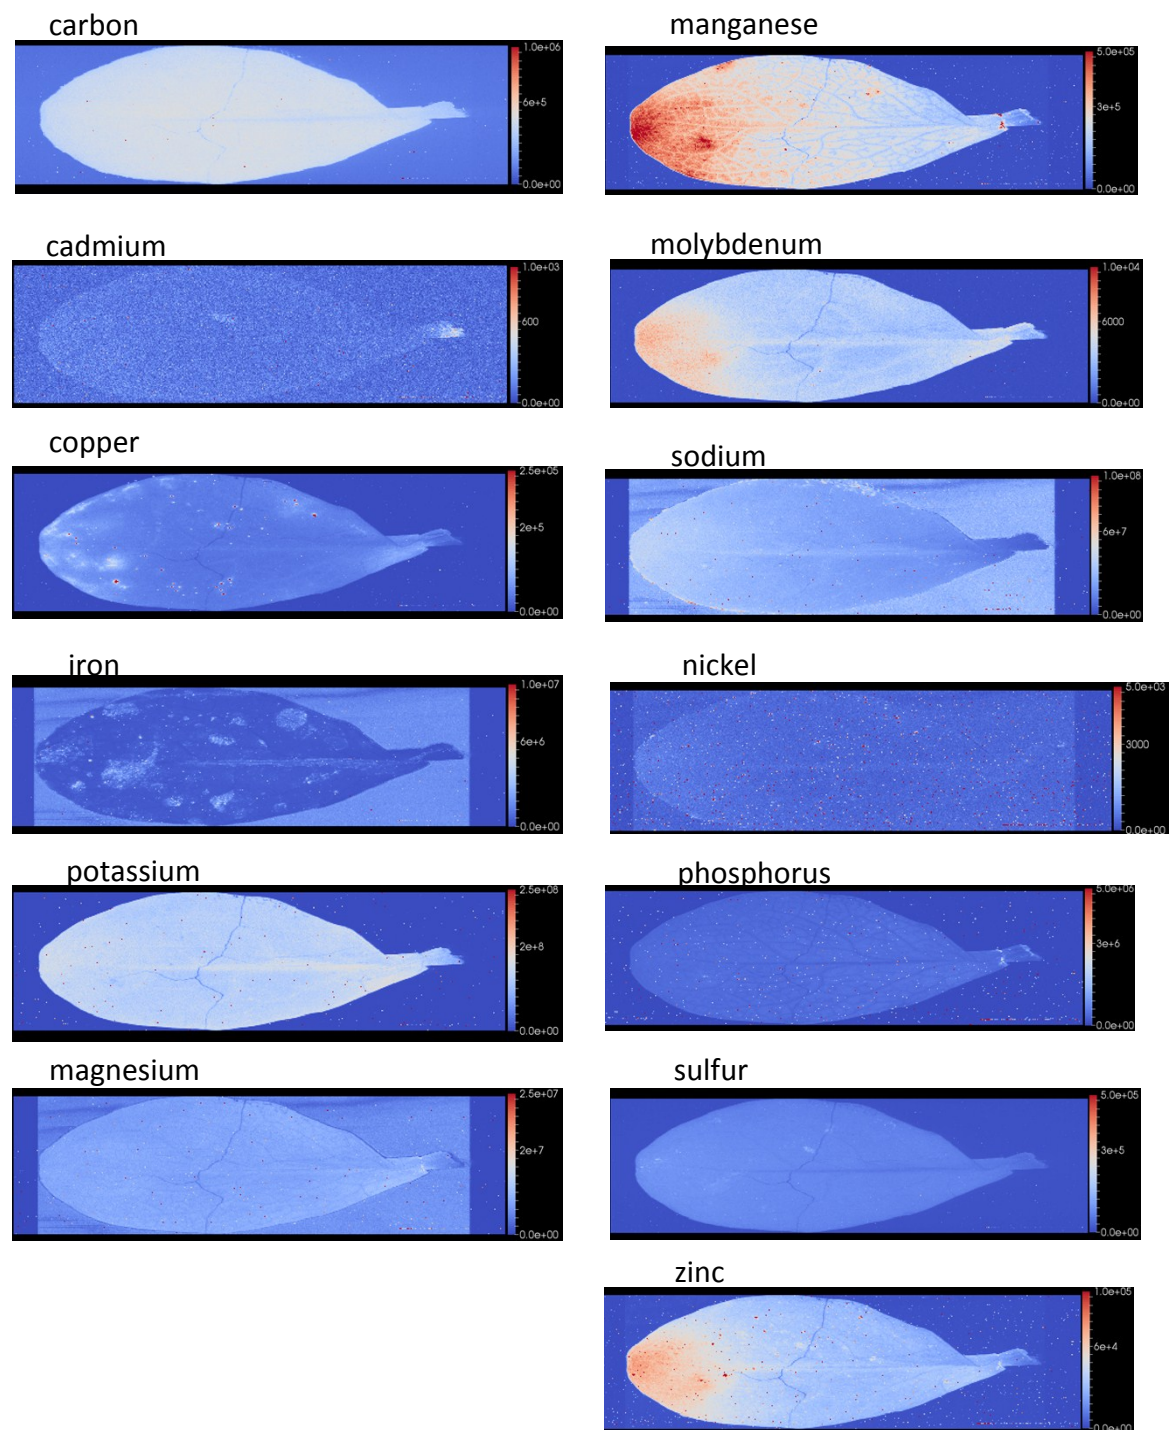 carbon
1.0e+06
6e+5
0.0e+00
manganese
5.0e+05
3e+5
0.0e+00
cadmium
1.0e+03
600
0.0e+00
molybdenum
1.0e+04
6000
0.0e+00
copper
2.5e+05
2e+5
0.0e+00
sodium
1.0e+08
6e+7
0.0e+00
iron
1.0e+07
6e+6
0.0e+00
nickel
5.0e+03
3000
0.0e+00
potassium
2.5e+08
2e+8
0.0e+00
phosphorus
5.0e+06
3e+6
0.0e+00
magnesium
2.5e+07
2e+7
0.0e+00
sulfur
5.0e+05
3e+5
0.0e+00
zinc
1.0e+05
6e+4
0.0e+00